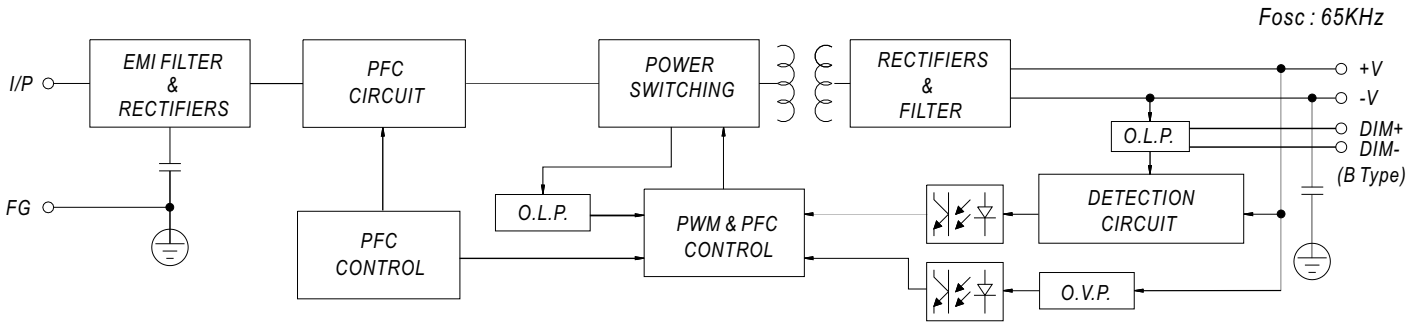 Fosc : 65KHz
I/P
EMI FILTER
&
RECTIFIERS
PFC
CIRCUIT
POWER
SWITCHING
RECTIFIERS
&
FILTER
+V
-V
DIM+
DIM-
(B Type)
O.L.P.
FG
O.L.P.
PFC
CONTROL
PWM & PFC
CONTROL
DETECTION
CIRCUIT
O.V.P.